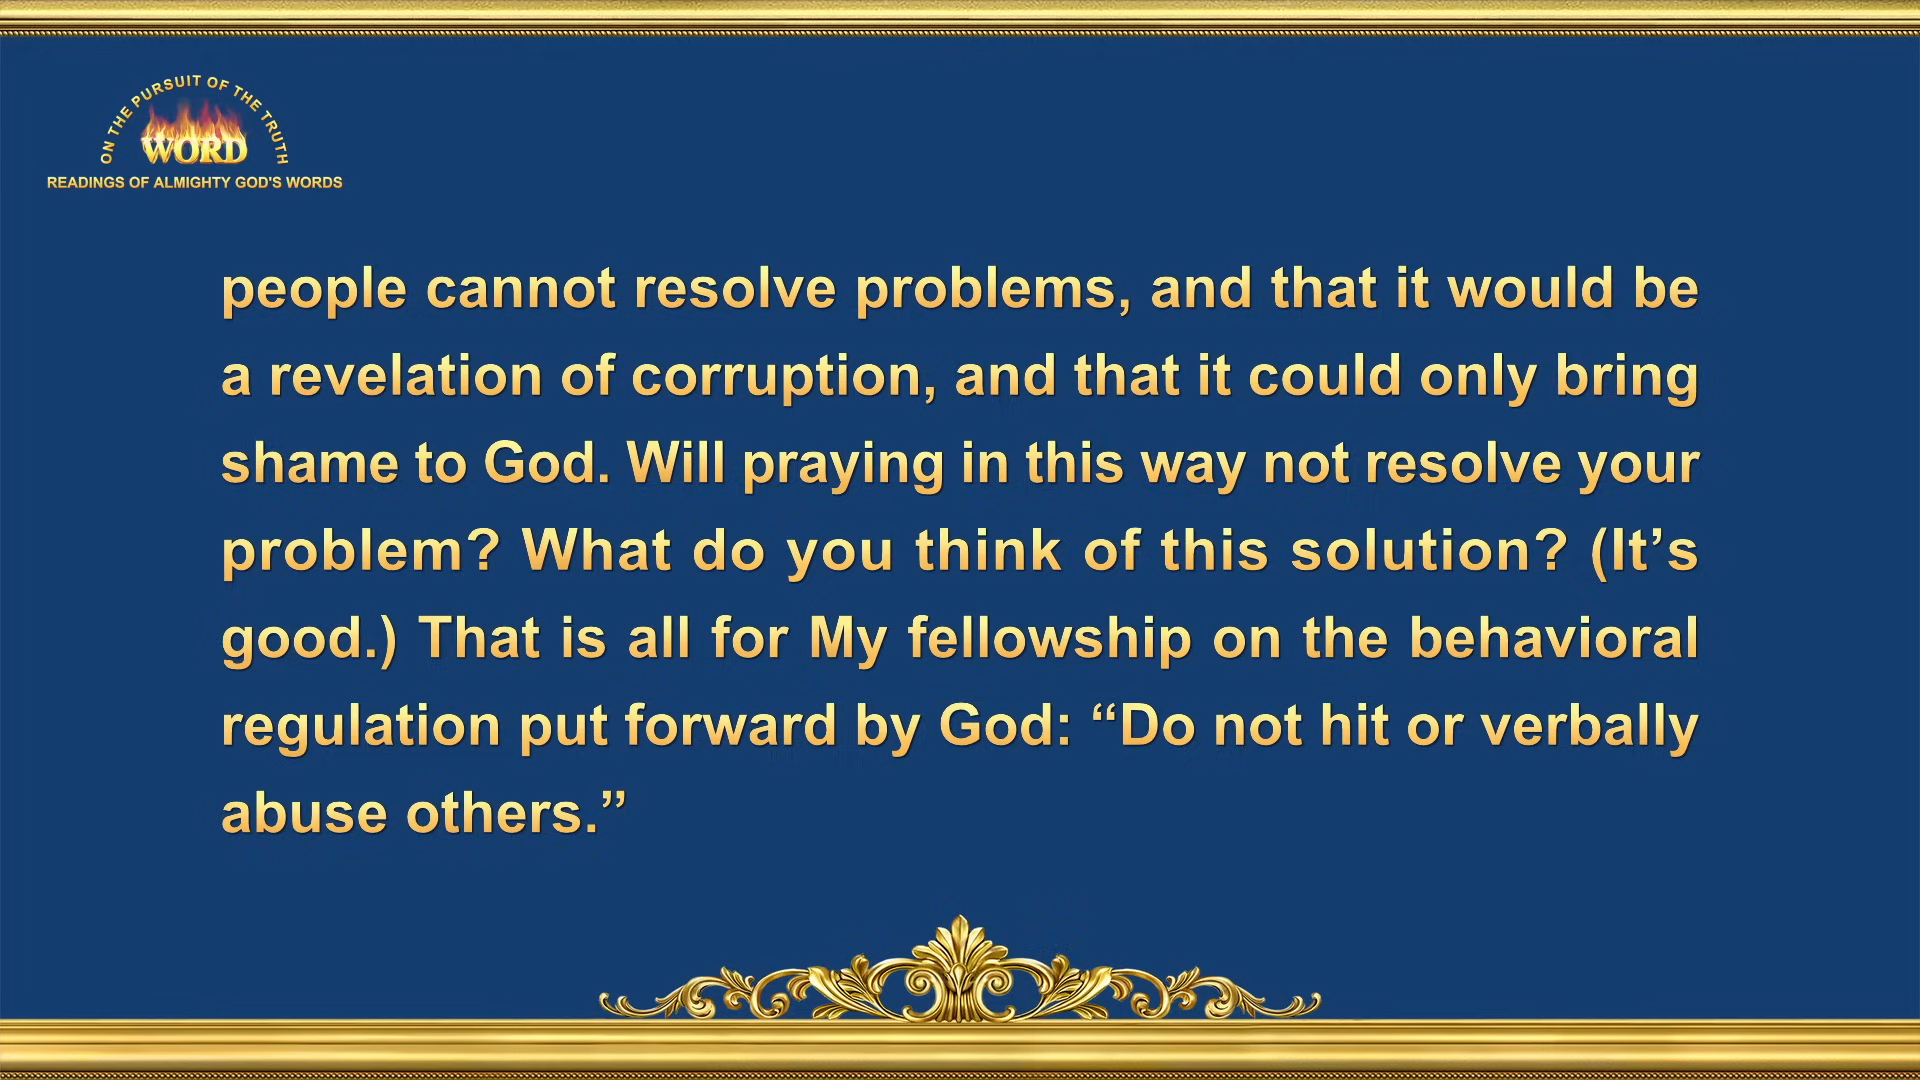 ON THE PURSUIT OF THE TRUTH
WORD
READINGS OF ALMIGHTY GOD'S WORDS
people cannot resolve problems, and that it would be
a revelation of corruption, and that it could only bring
shame to God. Will praying in this way not resolve your
problem? What do you think of this solution? (It’s
good.) That is all for My fellowship on the behavioral
regulation put forward by God: “Do not hit or verbally
abuse others.”